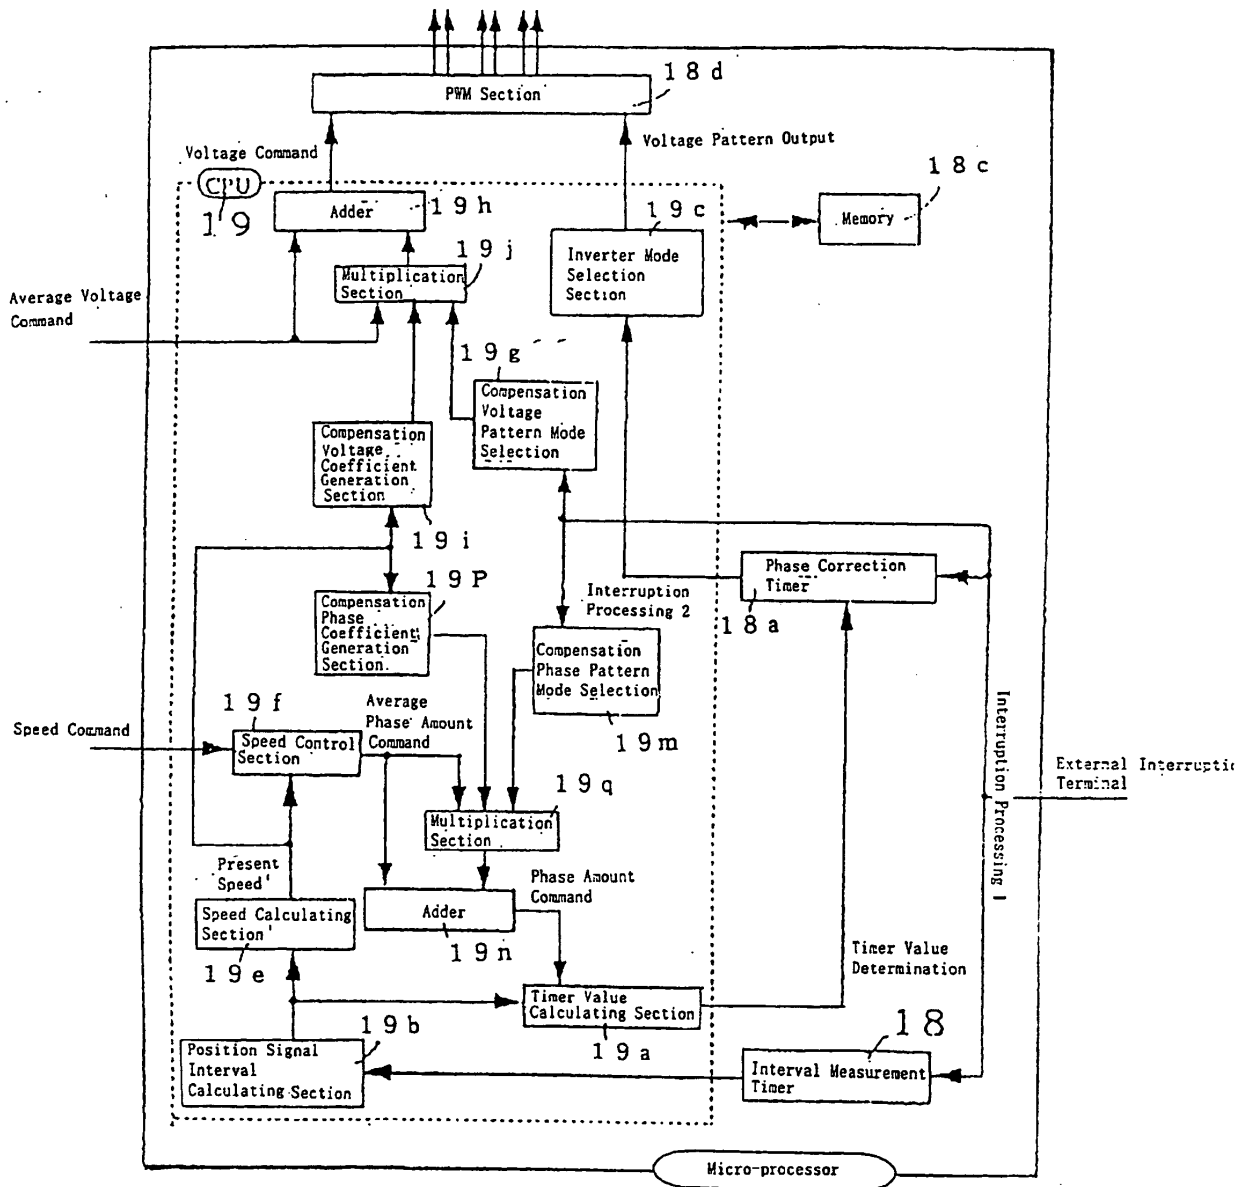 PWM Section
18d
Voltage Command
Voltage Pattern Output
CPU
19
Adder
19h
19c
18c
Memory
19j
Multiplication
Section
Inverter Mode
Selection
Section
Average Voltage
Command
19g
Compensation
Voltage
Pattern Mode
Selection
Compensation
Voltage
Coefficient
Generation
Section
19i
19P
Compensation
Phase
Coefficient
Generation
Section
Interruption
Processing 2
Phase Correction
Timer
18a
Compensation
Phase Pattern
Mode Selection
19m
19f
Average
Phase Amount
Command
Speed Command
Speed Control
Section
Interruption Processing 1
External Interruptio
Terminal
19q
Multiplication
Section
Present
Speed
Phase Amount
Command
Speed Calculating
Section
19e
Adder
19n
Timer Value
Determination
Timer Value
Calculating Section
19a
19b
18
Position Signal
Interval
Calculating Section
Interval Measurement
Timer
Micro-processor